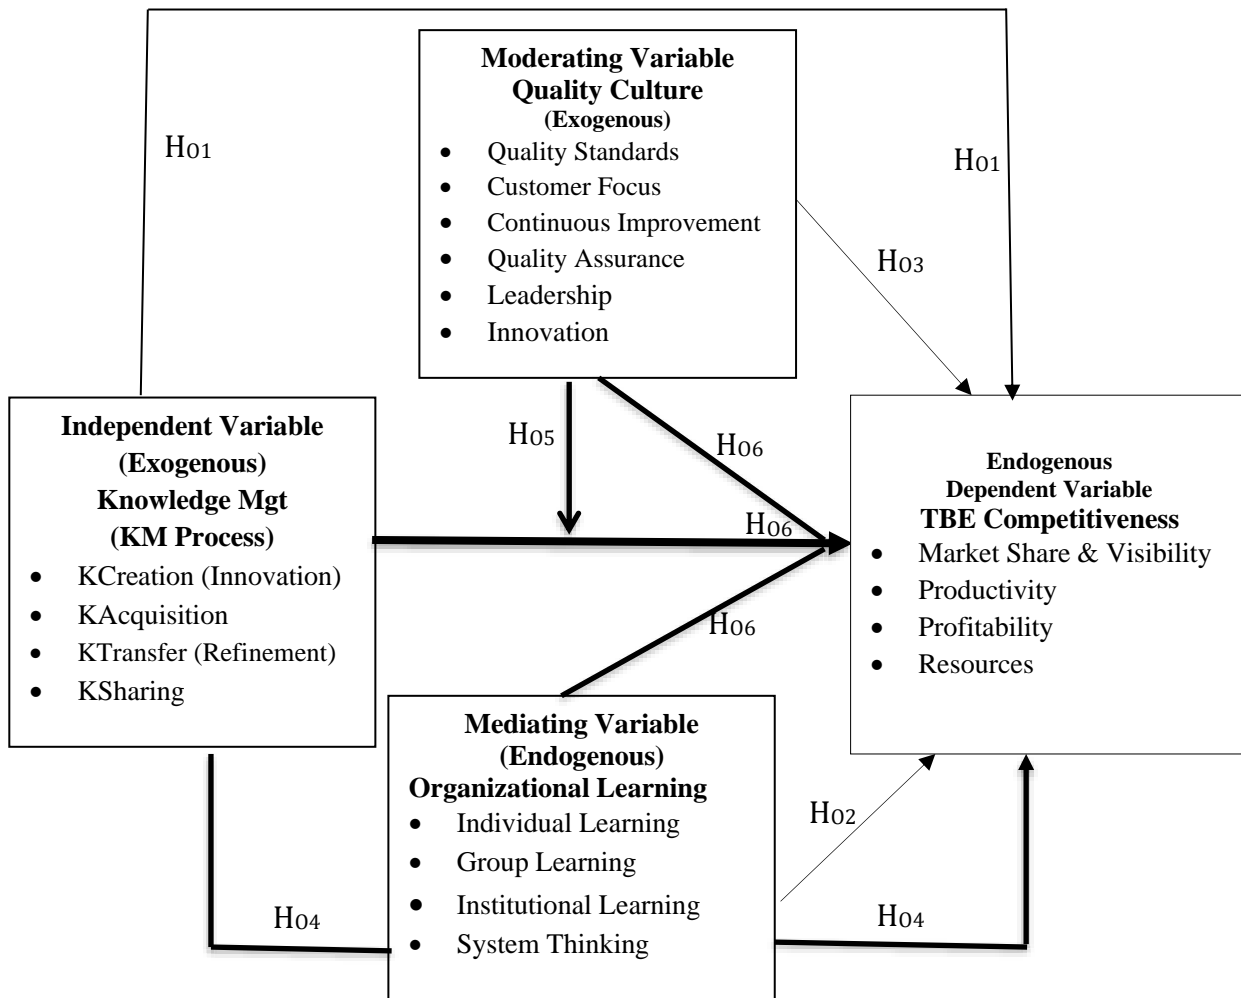 Moderating Variable
Quality Culture
(Exogenous)
• Quality Standards
• Customer Focus
• Continuous Improvement
• Quality Assurance
• Leadership
• Innovation
H01
H01
H03
Independent Variable
(Exogenous)
Knowledge Mgt
(KM Process)
• KCreation (Innovation)
• KAcquisition
• KTransfer (Refinement)
• KSharing
H05
H06
H06
H06
Endogenous
Dependent Variable
TBE Competitiveness
• Market Share & Visibility
• Productivity
• Profitability
• Resources
Mediating Variable
(Endogenous)
Organizational Learning
• Individual Learning
• Group Learning
• Institutional Learning
• System Thinking
H02
H04
H04